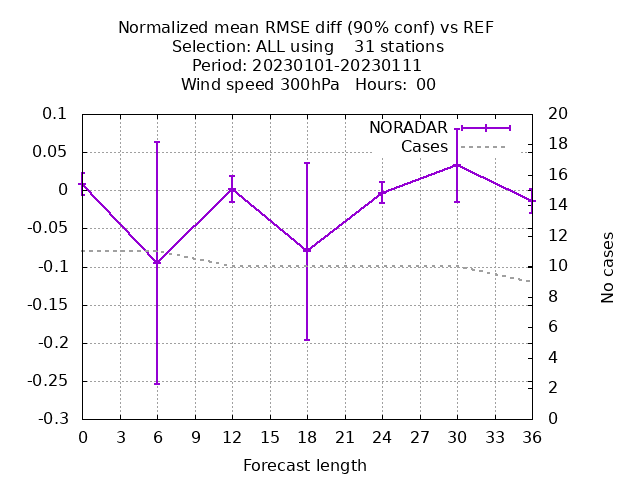 Normalized mean RMSE diff (90% conf) vs REF
Selection: ALL using    31 stations
Period: 20230101-20230111
Wind speed 300hPa   Hours:  00
NORADAR
Cases
0.1
0.05
0
-0.05
-0.1
-0.15
-0.2
-0.25
-0.3
20
18
16
14
12
10
8
6
4
2
0
No cases
0 3 6 9 12 15 18 21 24 27 30 33 36
Forecast length